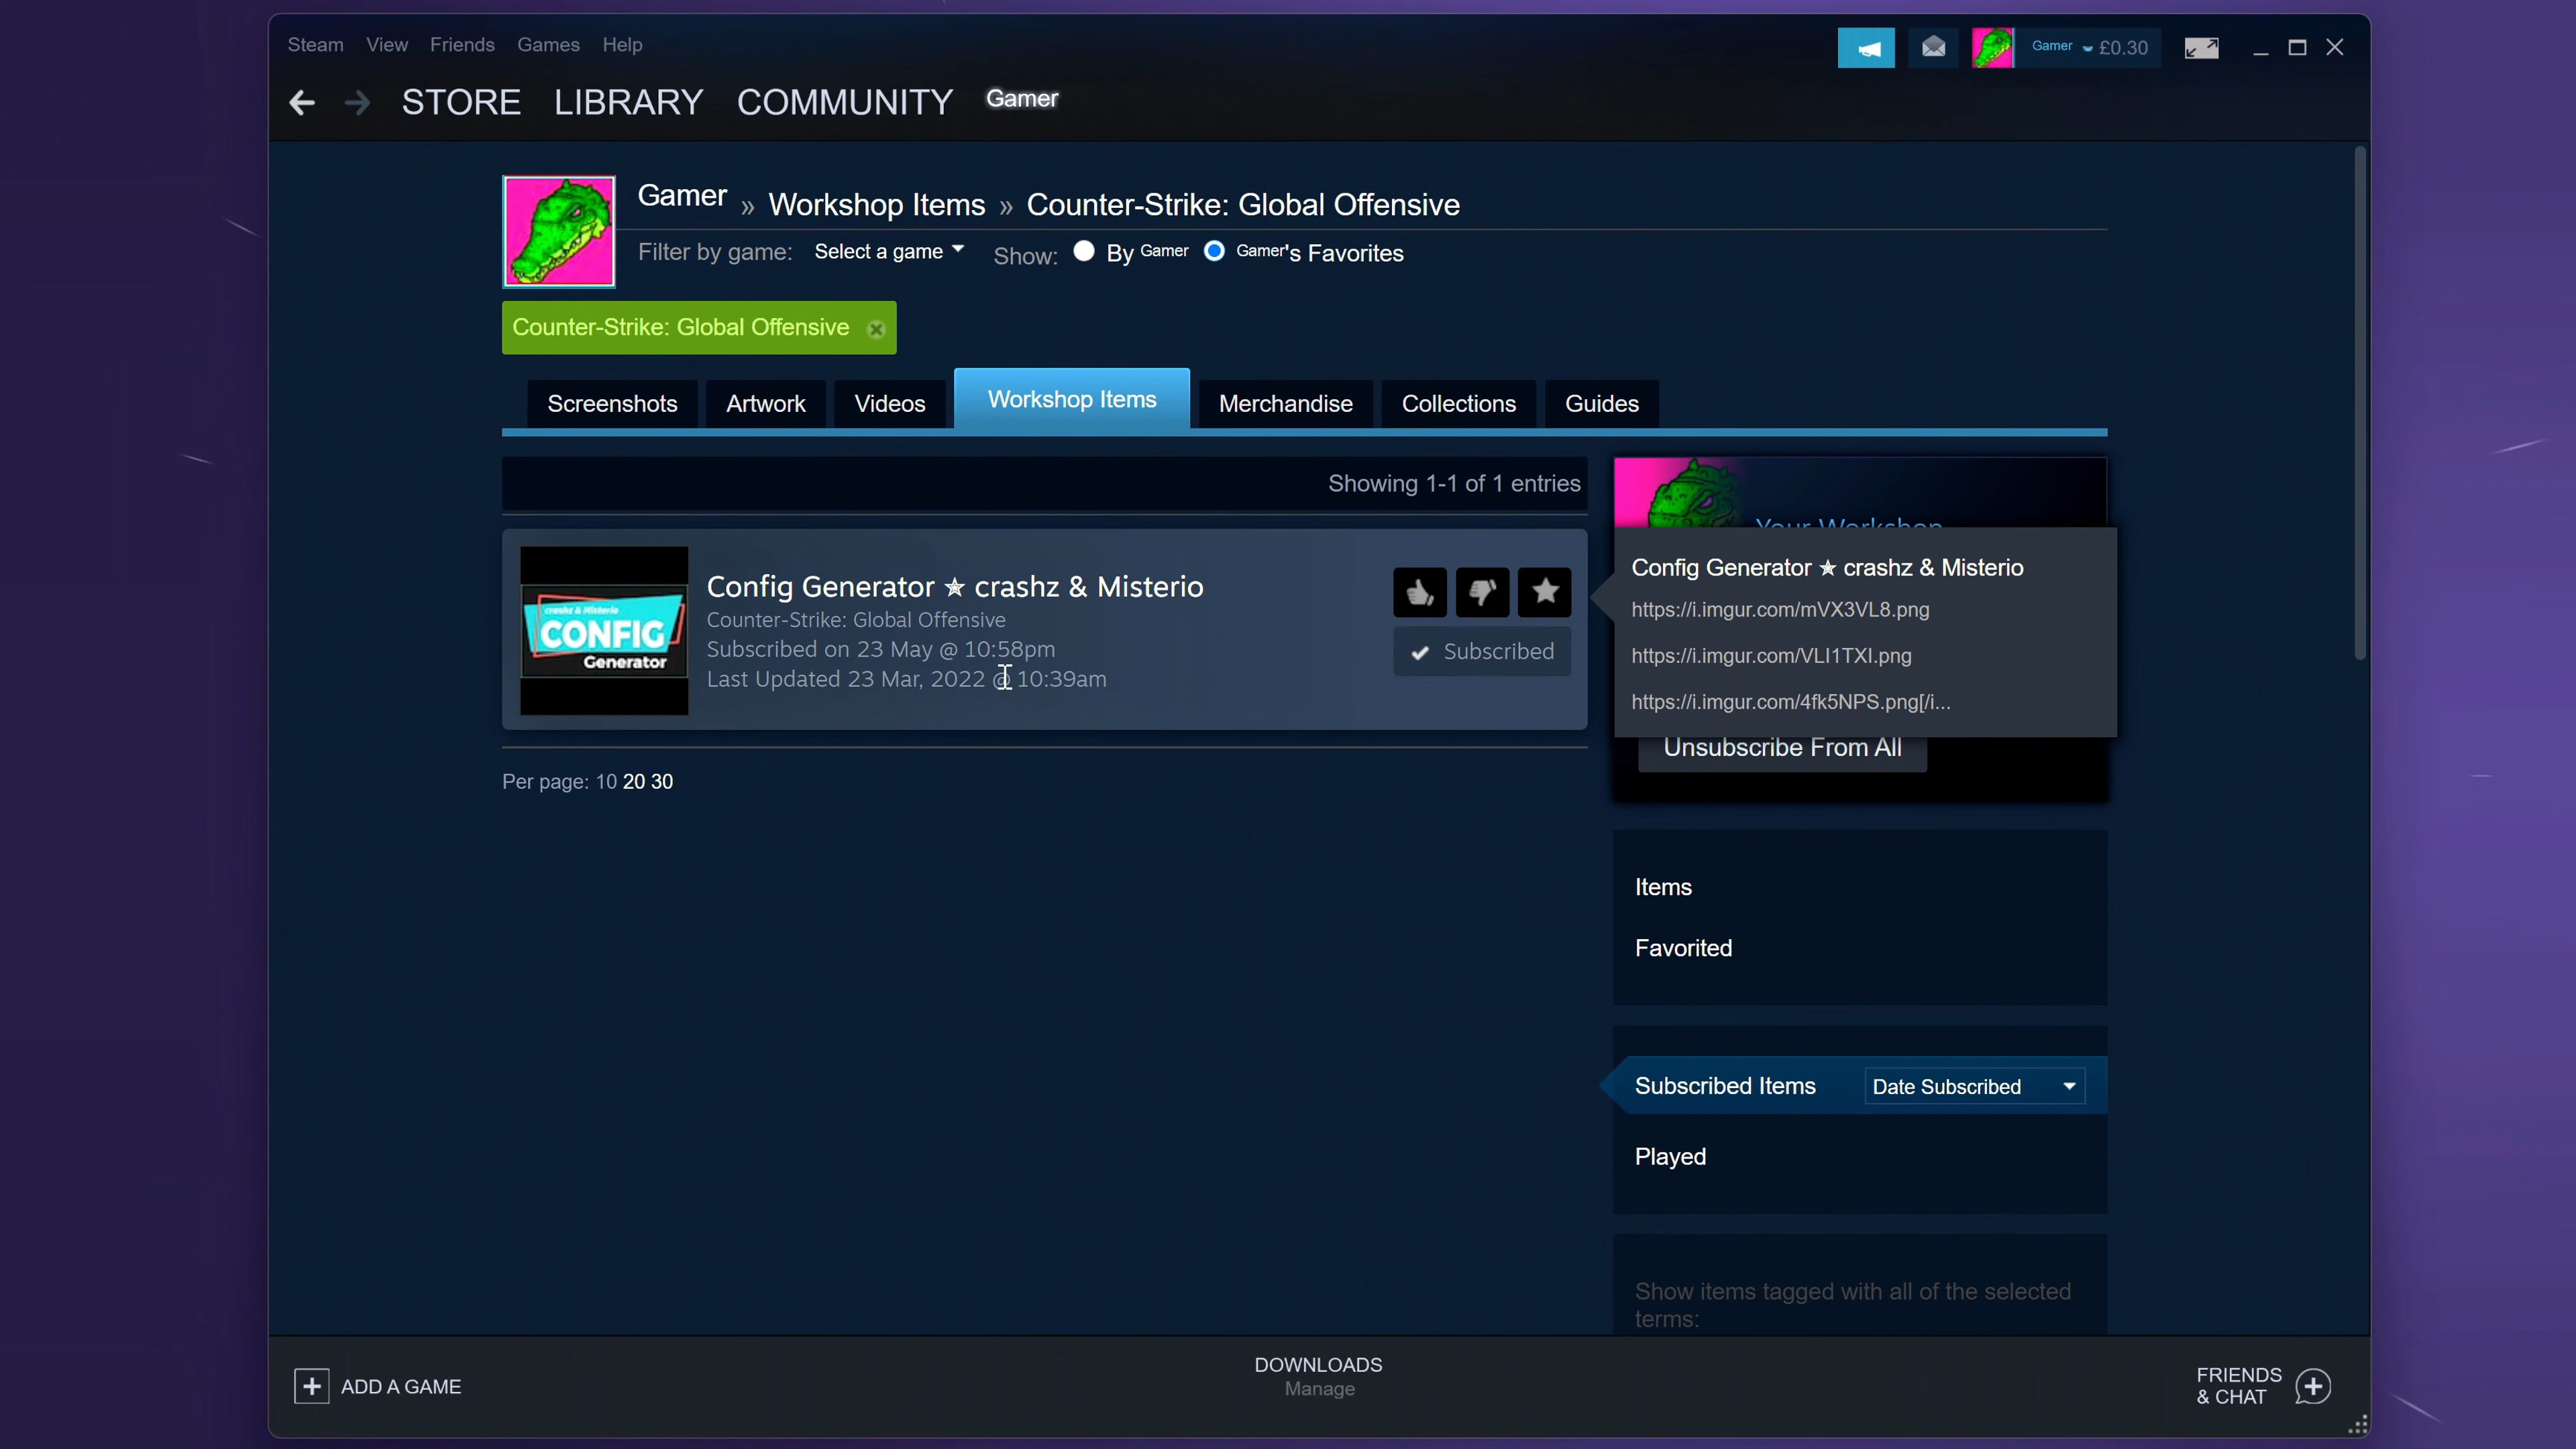 Steam View Friends Games Help
Gamer £0.30
STORE LIBRARY COMMUNITY Gamer
Gamer » Workshop Items » Counter-Strike: Global Offensive
Filter by game: Select a game Show: By Gamer Gamer's Favorites
Counter-Strike: Global Offensive
Screenshots Artwork Videos Workshop Items Merchandise Collections Guides
Showing 1-1 of 1 entries
Your Workshop
crashz & Misterio
CONFIG
Generator
Config Generator ✯ crashz & Misterio
Counter-Strike: Global Offensive
Subscribed on 23 May @ 10:58pm
Last Updated 23 Mar, 2022 @ 10:39am
Subscribed
Config Generator ✯ crashz & Misterio
https://i.imgur.com/mVX3VL8.png
https://i.imgur.com/VLI1TXI.png
https://i.imgur.com/4fk5NPS.png[/i...
Unsubscribe From All
Per page: 10 20 30
Items
Favorited
Subscribed Items Date Subscribed
Played
Show items tagged with all of the selected
terms:
ADD A GAME
DOWNLOADS
Manage
FRIENDS
& CHAT